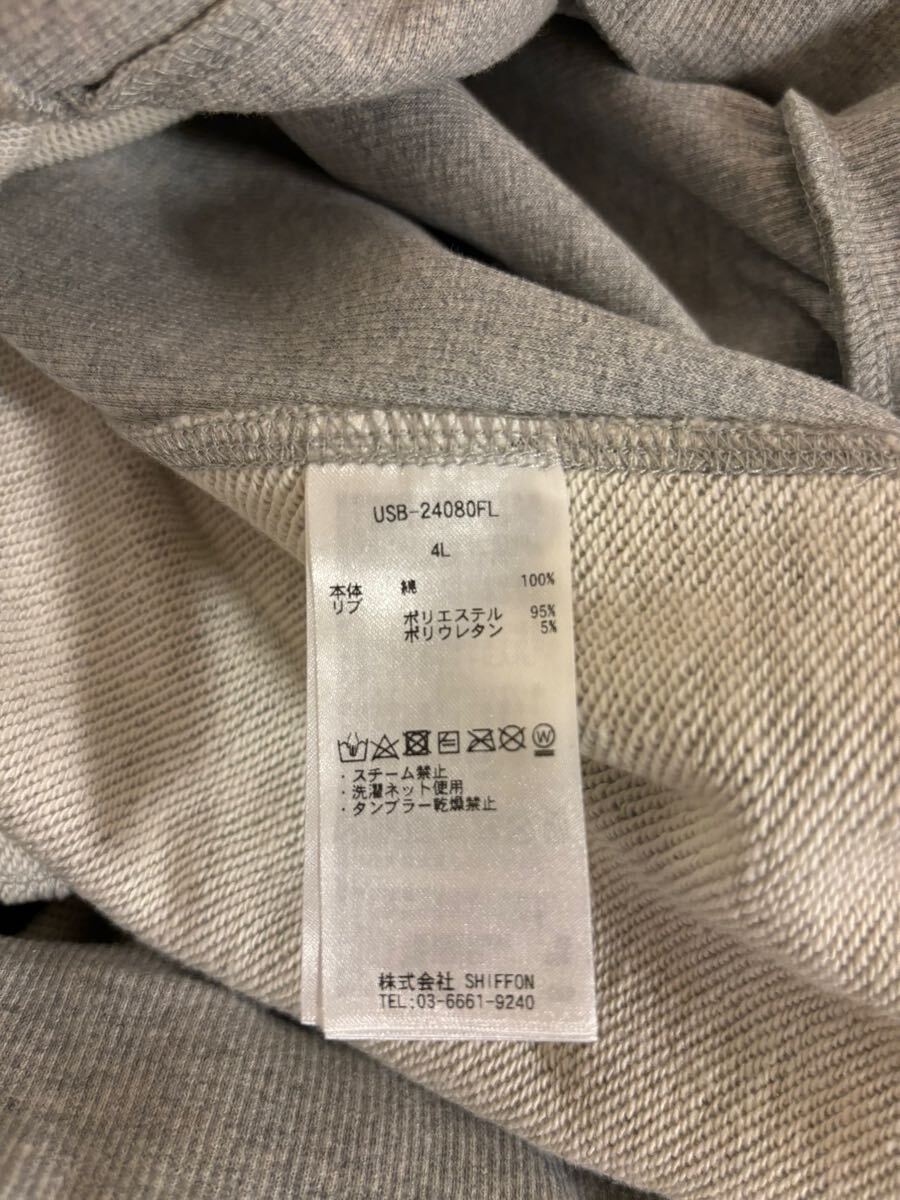 USB-24080FL
4L
本体 綿 100%
リブ
ポリエステル 95%
ポリウレタン 5%
W
・スチーム禁止
・洗濯ネット使用
・タンブラー乾燥禁止
株式会社 SHIFFON
TEL:03-6661-9240